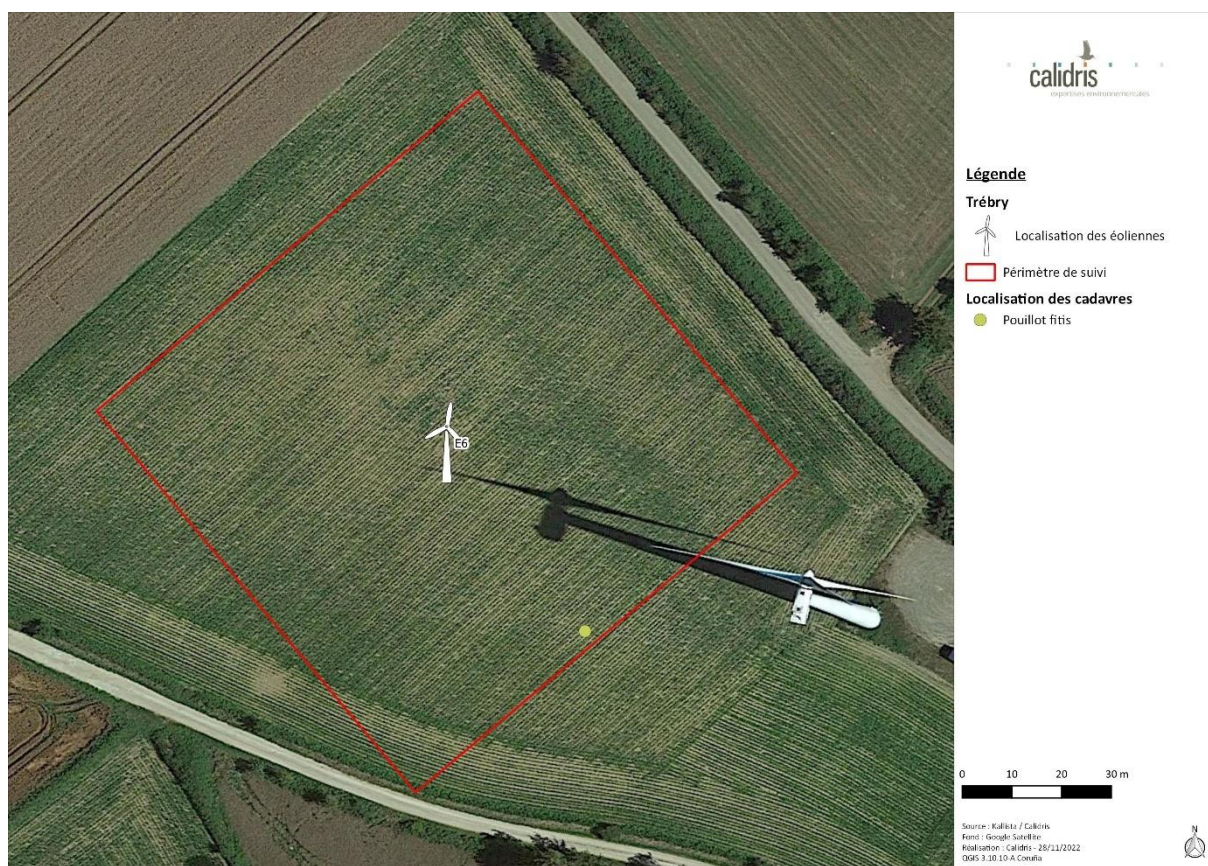 calidris
expertises environnementales
Légende
Trébry
Localisation des éoliennes
Périmètre de suivi
Localisation des cadavres
Pouillot fitis
E6
0 10 20 30 m
Source : Kallista / Calidris
Fond : Google Satellite
Réalisation : Calidris - 28/11/2022
QGIS 3.10.10-A Coruña
N